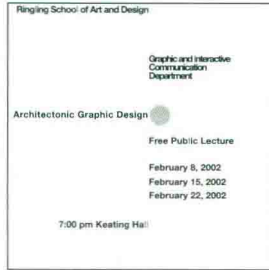 Ringling School of Art and Design
Graphic and Interactive
Communication
Department
Architectonic Graphic Design
Free Public Lecture
February 8, 2002
February 15, 2002
February 22, 2002
7:00 pm Keating Hall